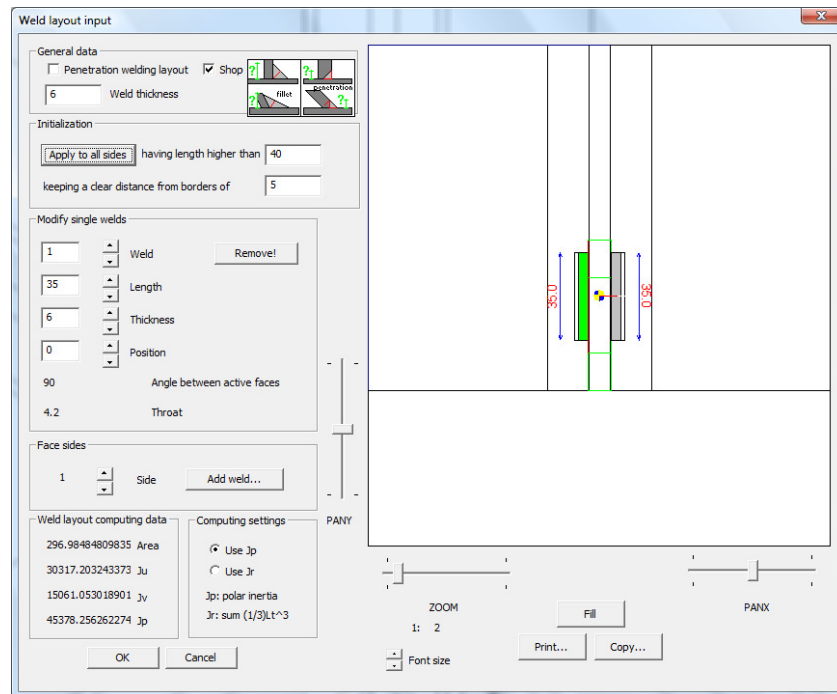 Weld layout input
General data
Penetration welding layout
Shop
?
?
?
?
fillet
penetration
6
Weld thickness
Initialization
Apply to all sides
having length higher than
40
keeping a clear distance from borders of
5
Modify single welds
1
Weld
Remove!
35
Length
6
Thickness
0
Position
90
Angle between active faces
4.2
Throat
Face sides
1
Side
Add weld...
Weld layout computing data
296.98484809835 Area
30317.203243373 Ju
15061.053018901 Jv
45378.256262274 Jp
Computing settings
Use Jp
Use Jr
Jp: polar inertia
Jr: sum (1/3)Lt^3
OK
Cancel
PANY
35.0
35.0
ZOOM
1: 2
Font size
Fill
Print...
Copy...
PANX